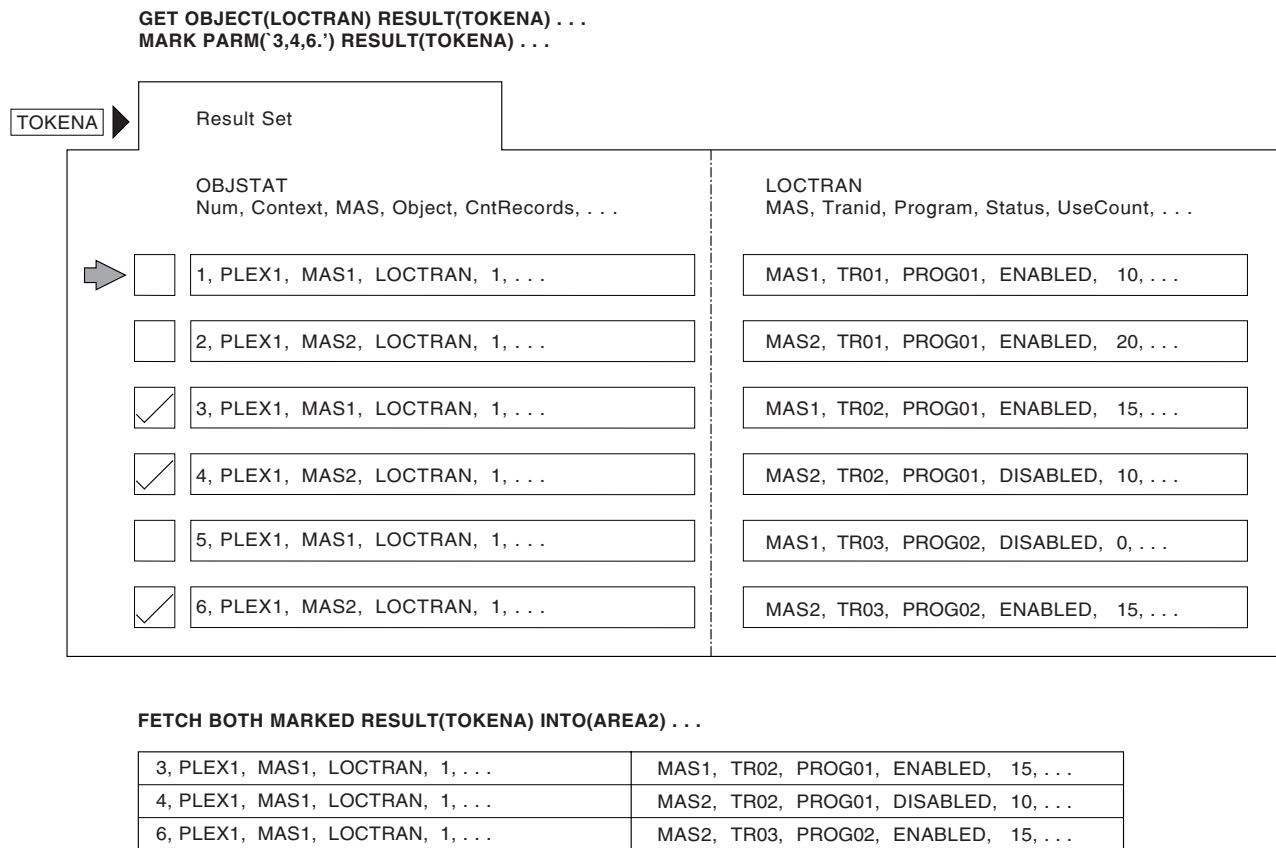 GET OBJECT(LOCTRAN) RESULT(TOKENA) . . .
MARK PARM(`3,4,6.') RESULT(TOKENA) . . .
TOKENA
Result Set
OBJSTAT
Num, Context, MAS, Object, CntRecords, . . .
LOCTRAN
MAS, Tranid, Program, Status, UseCount, . . .
1, PLEX1, MAS1, LOCTRAN, 1, . . .
MAS1, TR01, PROG01, ENABLED, 10, . . .
2, PLEX1, MAS2, LOCTRAN, 1, . . .
MAS2, TR01, PROG01, ENABLED, 20, . . .
3, PLEX1, MAS1, LOCTRAN, 1, . . .
MAS1, TR02, PROG01, ENABLED, 15, . . .
4, PLEX1, MAS2, LOCTRAN, 1, . . .
MAS2, TR02, PROG01, DISABLED, 10, . . .
5, PLEX1, MAS1, LOCTRAN, 1, . . .
MAS1, TR03, PROG02, DISABLED, 0, . . .
6, PLEX1, MAS2, LOCTRAN, 1, . . .
MAS2, TR03, PROG02, ENABLED, 15, . . .
FETCH BOTH MARKED RESULT(TOKENA) INTO(AREA2) . . .
3, PLEX1, MAS1, LOCTRAN, 1, . . .
MAS1, TR02, PROG01, ENABLED, 15, . . .
4, PLEX1, MAS1, LOCTRAN, 1, . . .
MAS2, TR02, PROG01, DISABLED, 10, . . .
6, PLEX1, MAS1, LOCTRAN, 1, . . .
MAS2, TR03, PROG02, ENABLED, 15, . . .